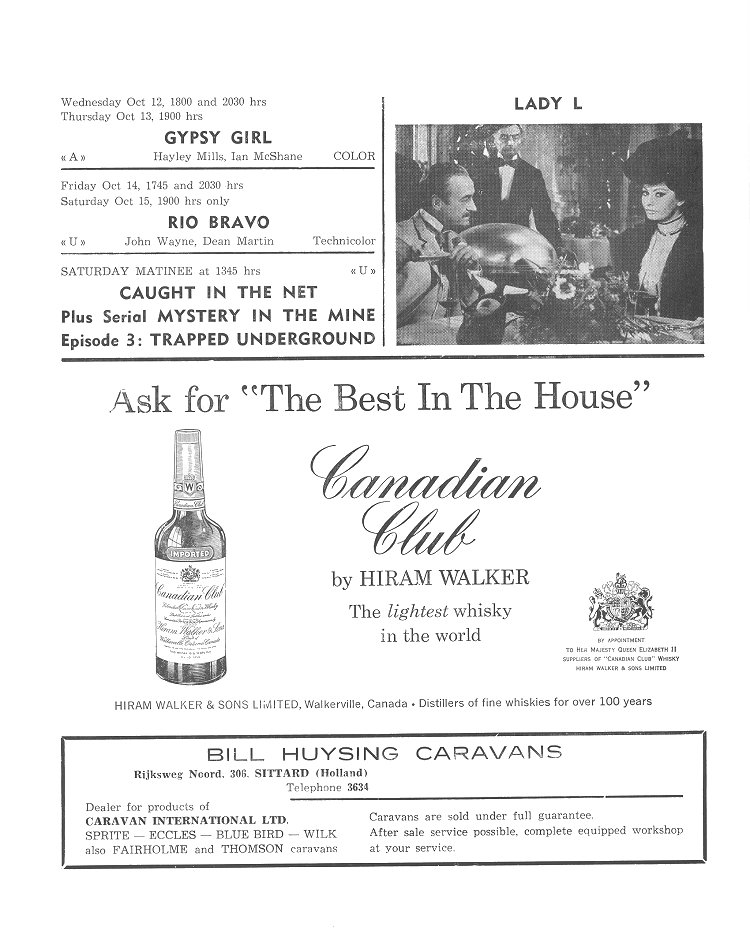 Wednesday Oct 12, 1800 and 2030 hrs
Thursday Oct 13, 1900 hrs
GYPSY GIRL
« A » Hayley Mills, Ian McShane COLOR
Friday Oct 14, 1745 and 2030 hrs
Saturday Oct 15, 1900 hrs only
RIO BRAVO
« U » John Wayne, Dean Martin Technicolor
SATURDAY MATINEE at 1345 hrs « U »
CAUGHT IN THE NET
Plus Serial MYSTERY IN THE MINE
Episode 3: TRAPPED UNDERGROUND
LADY L
Ask for "The Best In The House"
W
Canadian Club
IMPORTED
Canadian Club
Hiram Walker & Sons
Canadian
Club
by HIRAM WALKER
The lightest whisky
in the world
BY APPOINTMENT
TO HER MAJESTY QUEEN ELIZABETH II
SUPPLIERS OF "CANADIAN CLUB" WHISKY
HIRAM WALKER & SONS LIMITED
HIRAM WALKER & SONS LIMITED, Walkerville, Canada • Distillers of fine whiskies for over 100 years
BILL HUYSING CARAVANS
Rijksweg Noord. 306. SITTARD (Holland)
Telephone 3634
Dealer for products of
CARAVAN INTERNATIONAL LTD.
SPRITE — ECCLES — BLUE BIRD — WILK
also FAIRHOLME and THOMSON caravans
Caravans are sold under full guarantee.
After sale service possible, complete equipped workshop
at your service.